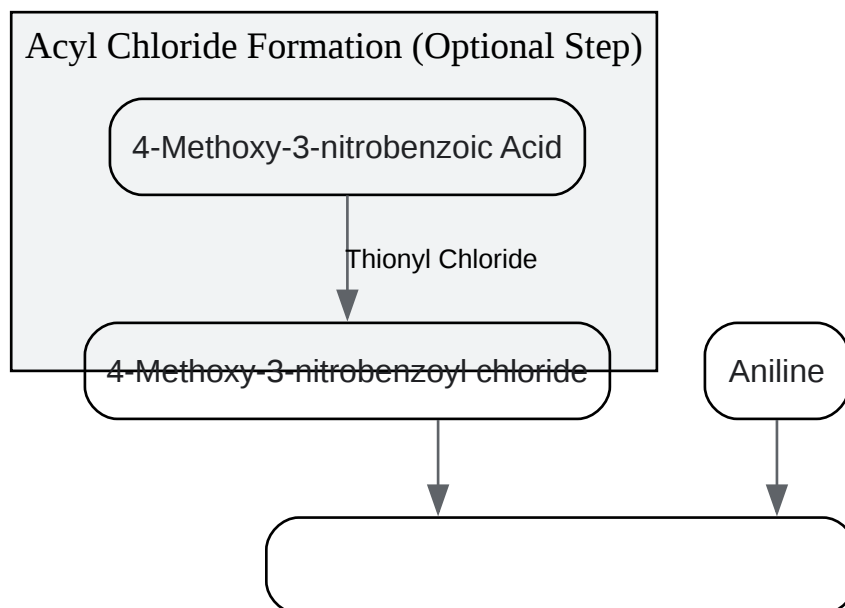 Acyl Chloride Formation (Optional Step)
4-Methoxy-3-nitrobenzoic Acid
Thionyl Chloride
4-Methoxy-3-nitrobenzoyl chloride
Aniline